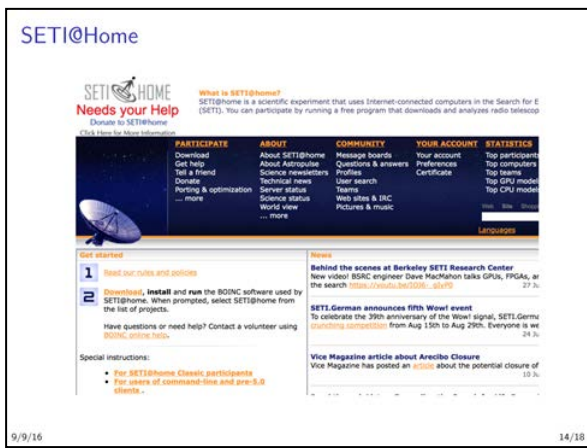 SETI@Home
SETI HOME
Needs your Help
Donate to SETI@home
Click Here for More Information
What is SETI@home?
SETI@home is a scientific experiment that uses Internet-connected computers in the Search for E
(SETI). You can participate by running a free program that downloads and analyzes radio telescop
PARTICIPATE
Download
Get help
Tell a friend
Donate
Porting & optimization
... more
ABOUT
About SETI@home
About Astropulse
Science newsletters
Technical news
Server status
Science status
World view
... more
COMMUNITY
Message boards
Questions & answers
Profiles
User search
Teams
Web sites & IRC
Pictures & music
YOUR ACCOUNT
Your account
Preferences
Certificate
STATISTICS
Top participants
Top computers
Top teams
Top GPU model
Top CPU model
Web Site
Languages
Get started
1 Read our rules and policies
2 Download, install and run the BOINC software used by
SETI@home. When prompted, select SETI@home from
the list of projects.
Have questions or need help? Contact a volunteer using
BOINC online help.
Special instructions:
• For SETI@home Classic participants
• For users of command-line and pre-5.0
clients .
News
Behind the scenes at Berkeley SETI Research Center
New video! BSRC engineer Dave MacMahon talks GPUs, FPGAs, ar
the search
27 Ju
SETI.German announces fifth Wow! event
To celebrate the 39th anniversary of the Wow! signal, SETI.Germa
crunching competition from Aug 15th to Aug 29th. Everyone is we
24 Ju
Vice Magazine article about Arecibo Closure
Vice Magazine has posted an article about the potential closure of
10 Ju
9/9/16
14/18